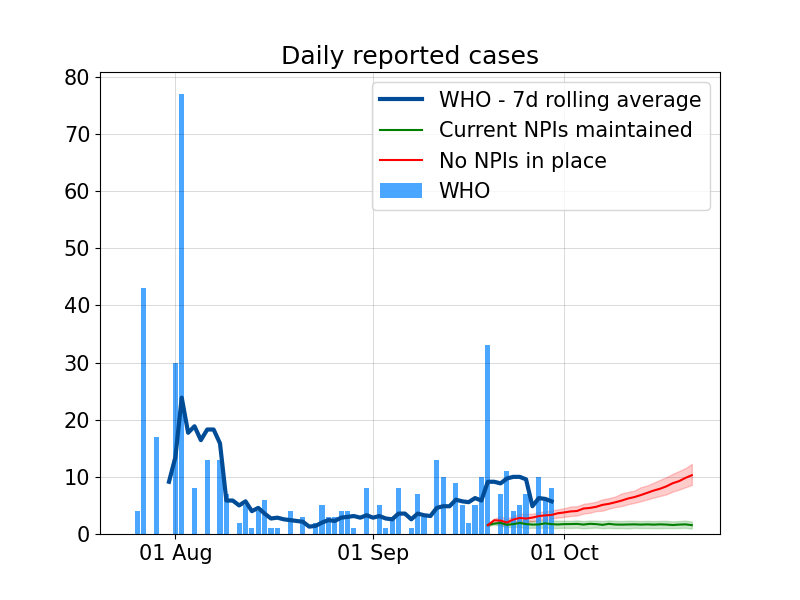 Daily reported cases
80
70
60
50
40
30
20
10
0
WHO - 7d rolling average
Current NPIs maintained
No NPIs in place
WHO
01 Aug
01 Sep
01 Oct